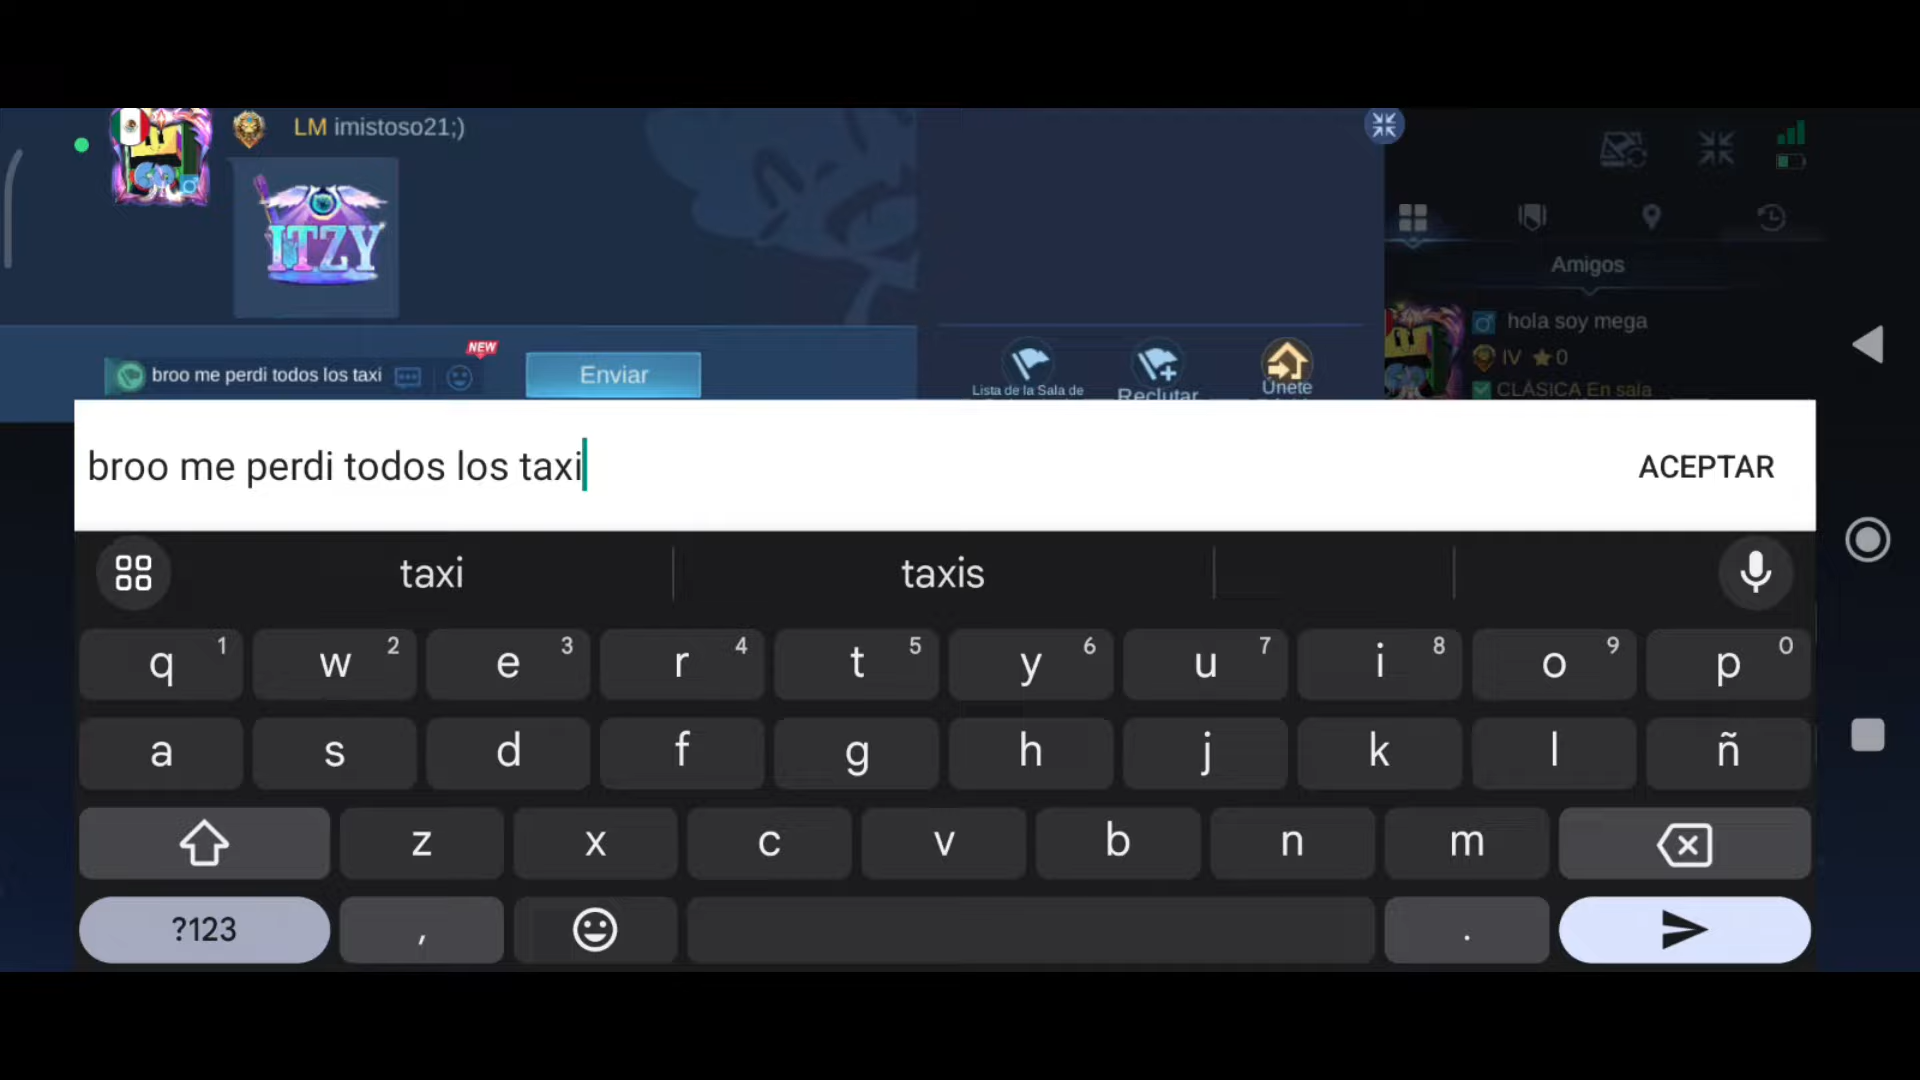 LM imistoso21;)
ITZY
Amigos
hola soy mega
IV ★0
CLÁSICA En sala
NEW
broo me perdi todos los taxi
Enviar
Lista de la Sala de
Reclutar
Únete
broo me perdi todos los taxi
ACEPTAR
taxi taxis
q 1 w 2 e 3 r 4 t 5 y 6 u 7 i 8 o 9 p 0
a s d f g h j k l ñ
z x c v b n m
?123 , .